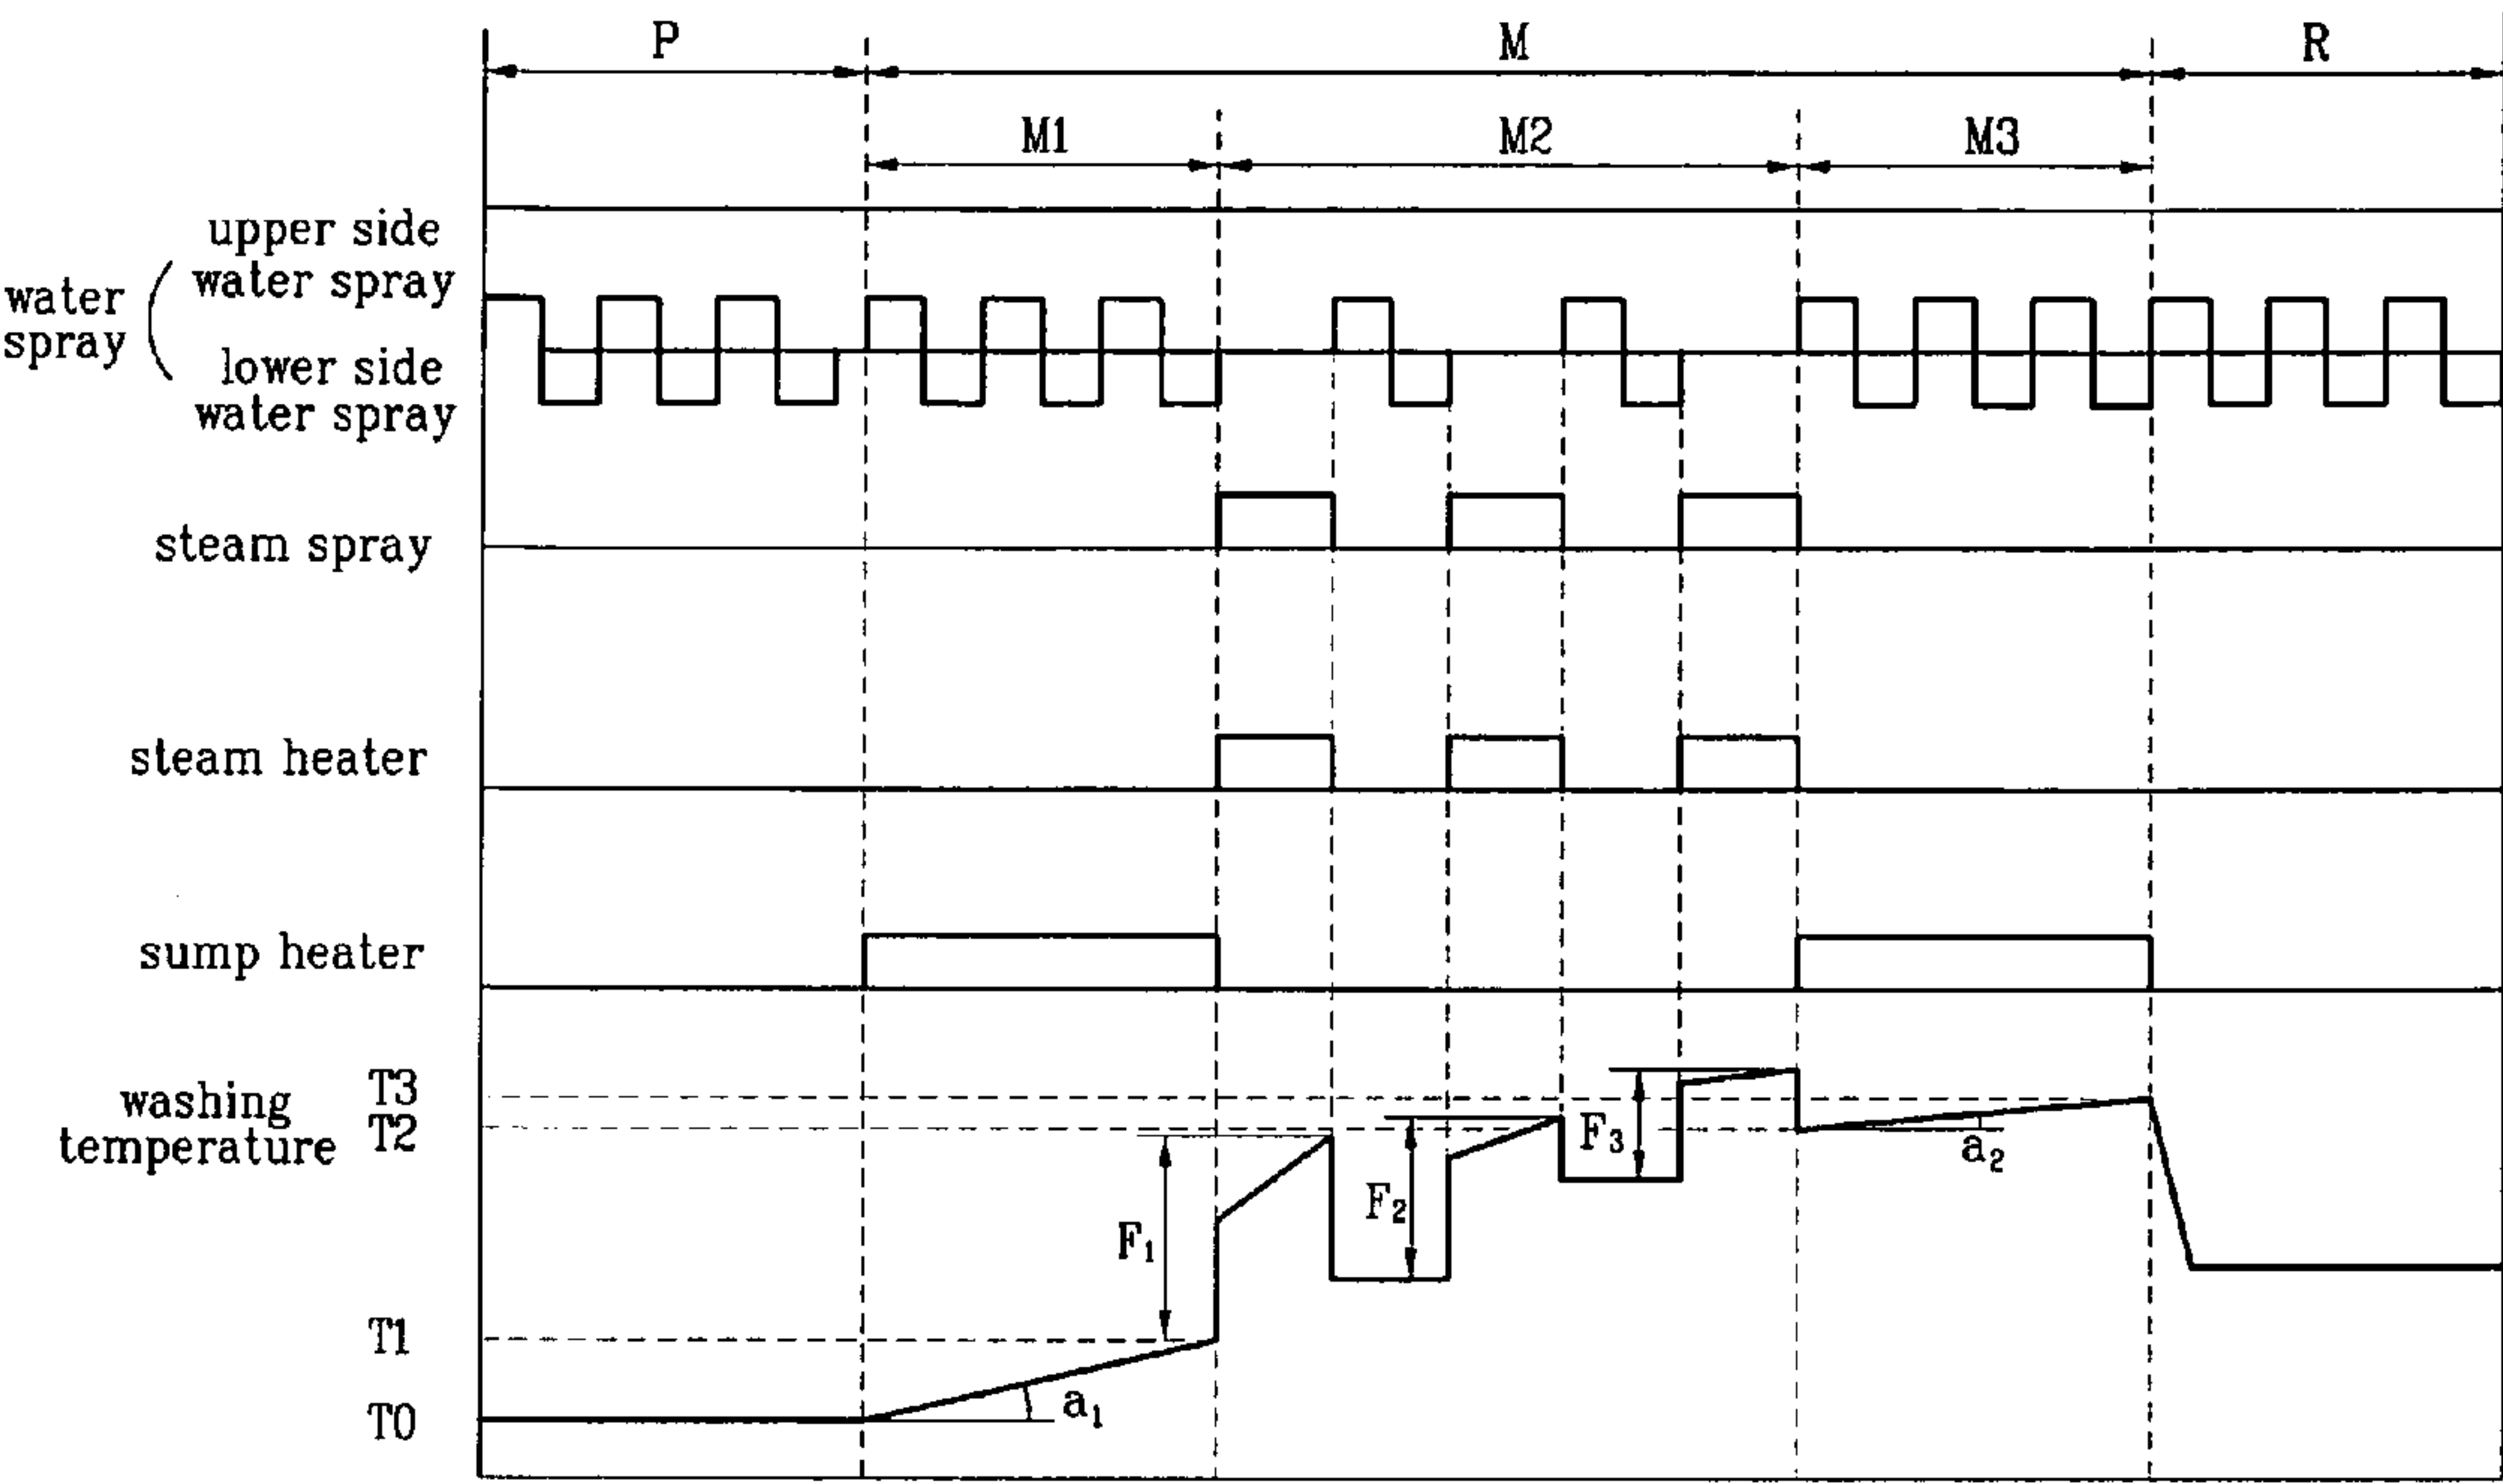 P M R
M1 M2 M3
upper side
water spray
water
spray
lower side
water spray
steam spray
steam heater
sump heater
washing
temperature
T3
T2
F₃
a₂
F₂
F₁
T1
a₁
T0